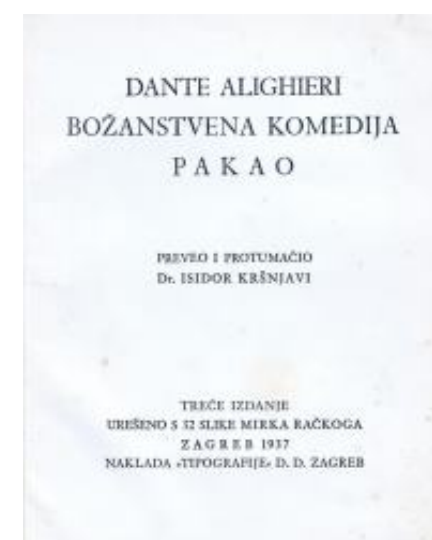 DANTE ALIGHIERI
BOŽANSTVENA KOMEDIJA
PAKAO
PREVEO I PROTUMAČIO
Dr. ISIDOR KRŠNJAVI
TREĆE IZDANJE
UREŠENO S 52 SLIKE MIRKA RAČKOGA
ZAGREB 1937
NAKLADA »TIPOGRAFIJE« D. D. ZAGREB